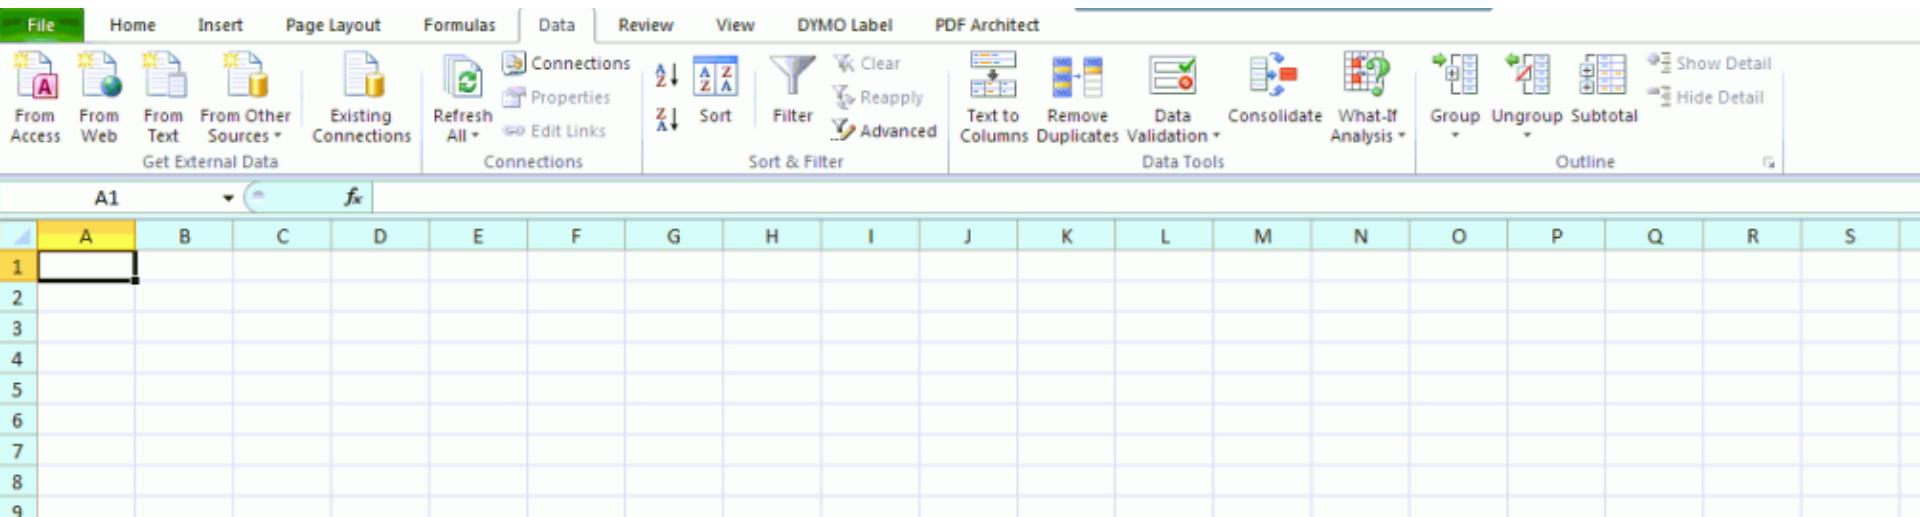 File Home Insert Page Layout Formulas Data Review View DYMO Label PDF Architect
From Access
From Web
From Text
From Other Sources
Get External Data
Existing Connections
Refresh All
Connections
Properties
Edit Links
Connections
Sort
Filter
Clear
Reapply
Advanced
Sort & Filter
Text to Columns
Remove Duplicates
Data Validation
Consolidate
What-If Analysis
Data Tools
Group
Ungroup
Subtotal
Show Detail
Hide Detail
Outline
A1 fx
A B C D E F G H I J K L M N O P Q R S
1
2
3
4
5
6
7
8
9